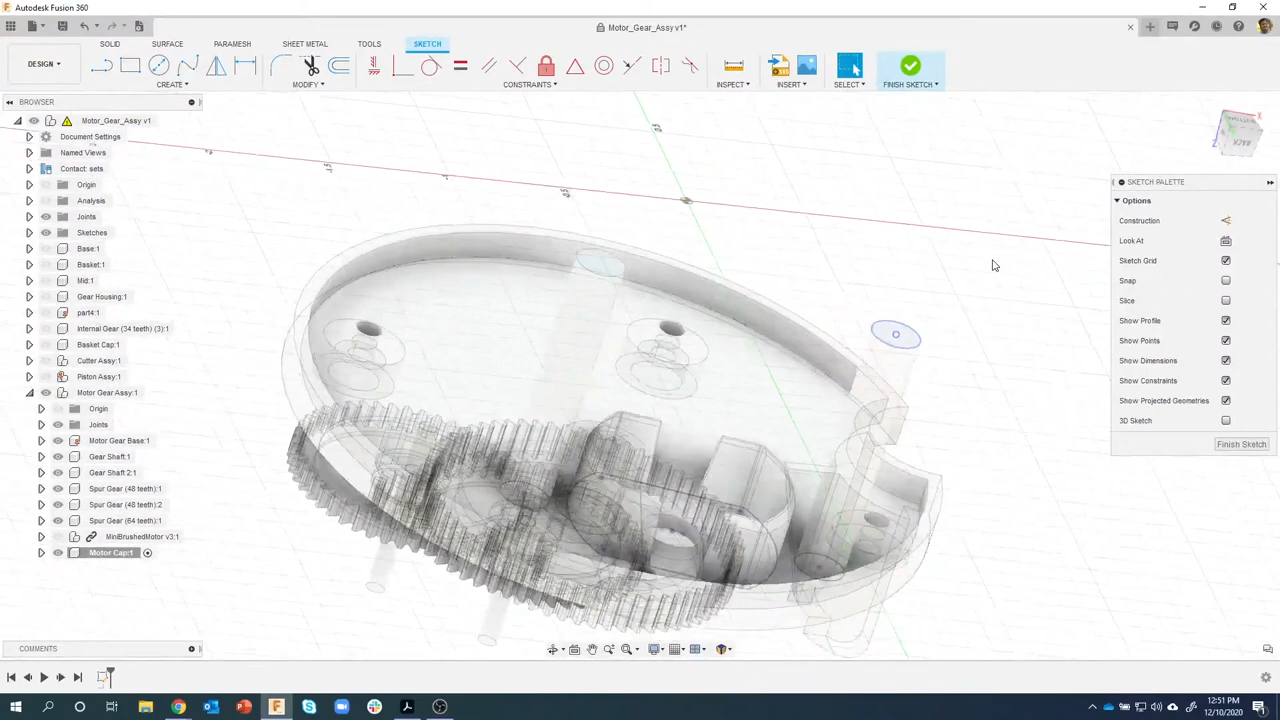 Autodesk Fusion 360
Motor_Gear_Assy v1*
SOLID SURFACE PARAMESH SHEET METAL TOOLS SKETCH
DESIGN
CREATE MODIFY CONSTRAINTS INSPECT INSERT SELECT FINISH SKETCH
BROWSER
Motor_Gear_Assy v1
Document Settings
Named Views
Contact: sets
Origin
Analysis
Joints
Sketches
Base:1
Basket:1
Mid:1
Gear Housing:1
part4:1
Internal Gear (34 teeth) (3):1
Basket Cap:1
Cutter Assy:1
Piston Assy:1
Motor Gear Assy:1
Origin
Joints
Motor Gear Base:1
Gear Shaft:1
Gear Shaft 2:1
Spur Gear (48 teeth):1
Spur Gear (48 teeth):2
Spur Gear (64 teeth):1
MiniBrushedMotor v3:1
Motor Cap:1
BACK
X
Z
SKETCH PALETTE
Options
Construction
Look At
Sketch Grid
Snap
Slice
Show Profile
Show Points
Show Dimensions
Show Constraints
Show Projected Geometries
3D Sketch
Finish Sketch
COMMENTS
12:51 PM
12/10/2020